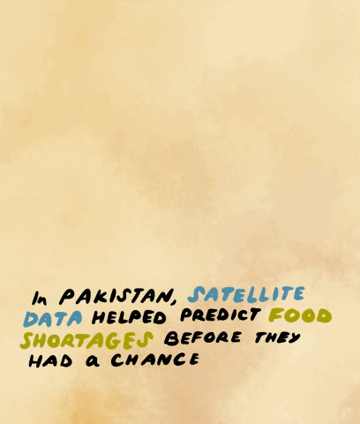 In PAKISTAN, SATELLITE
DATA HELPED PREDICT FOOD
SHORTAGES BEFORE THEY
HAD a CHANCE